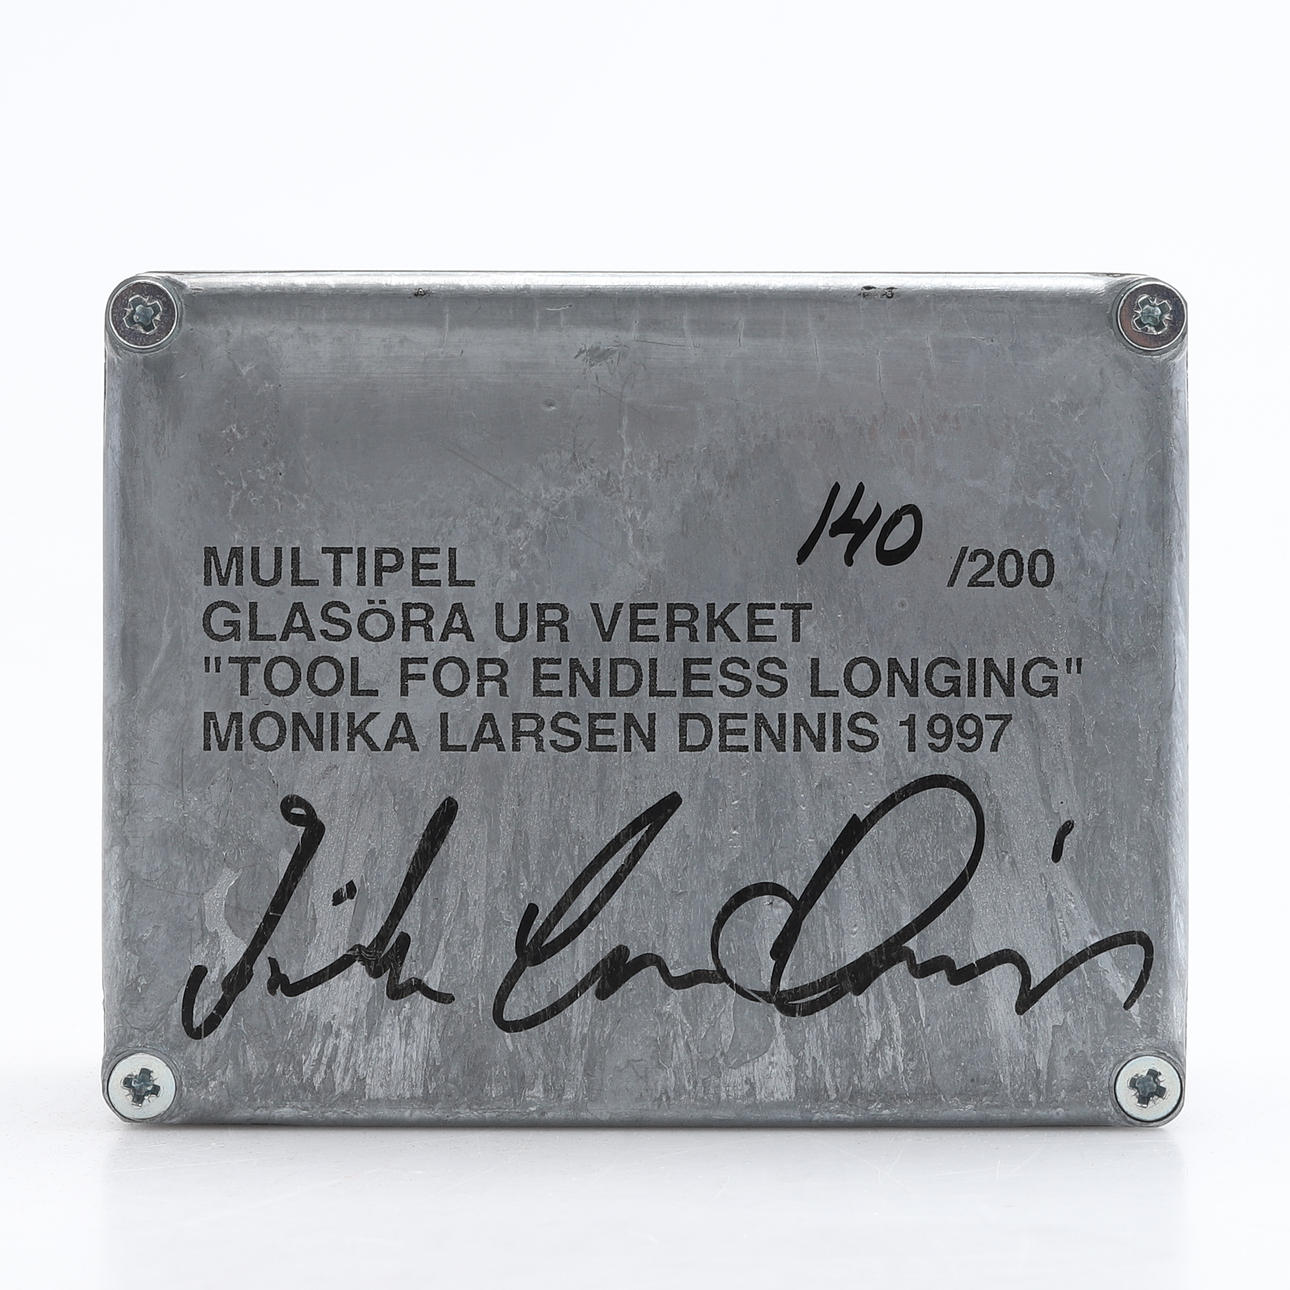 MULTIPEL 140 /200
GLASÖRA UR VERKET
"TOOL FOR ENDLESS LONGING"
MONIKA LARSEN DENNIS 1997